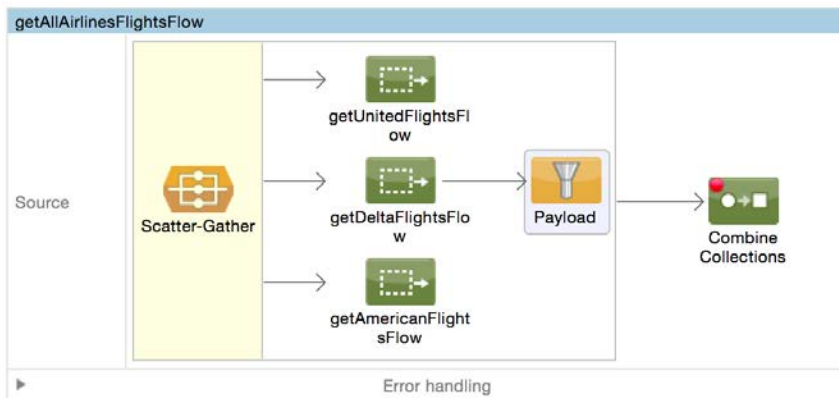 getAllAirlinesFlightsFlow
getUnitedFlightsFl
ow
Source
Scatter-Gather
getDeltaFlightsFlo
w
Payload
Combine
Collections
getAmericanFlight
sFlow
Error handling